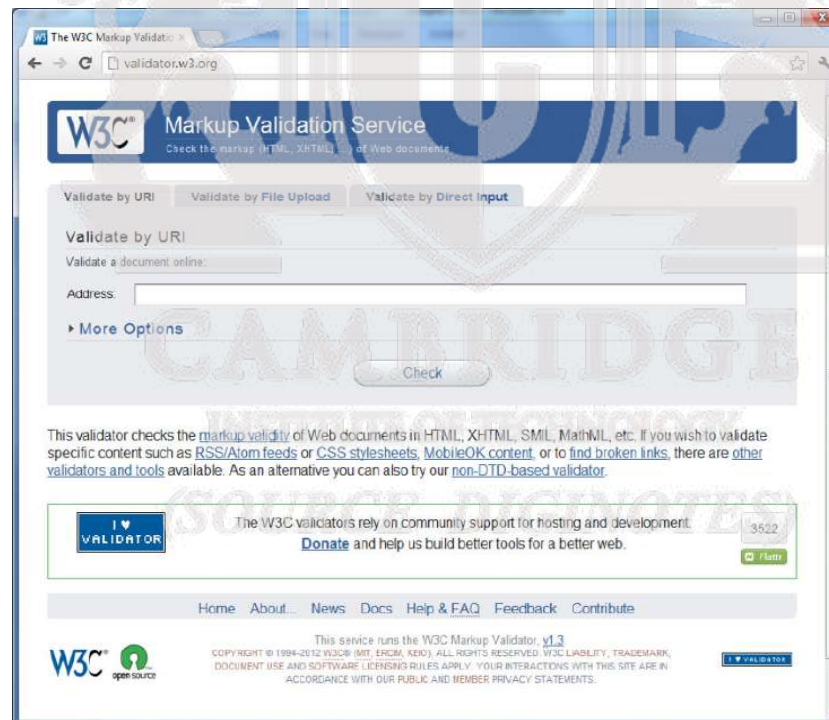 The W3C Markup Validatio
validator.w3.org
W3C® Markup Validation Service
Check the markup (HTML, XHTML, …) of Web documents
Validate by URI Validate by File Upload Validate by Direct Input
Validate by URI
Validate a document online:
Address:
More Options
CAMBRIDGE
Check
INSTITUTE OF TECHNOLOGY
This validator checks the markup validity of Web documents in HTML, XHTML, SMIL, MathML, etc. If you wish to validate
specific content such as RSS/Atom feeds or CSS stylesheets, MobileOK content, or to find broken links, there are other
validators and tools available. As an alternative you can also try our non-DTD-based validator.
(SOURCE DIGINOTES)
I ♥
VALIDATOR
The W3C validators rely on community support for hosting and development.
Donate and help us build better tools for a better web.
3522
Flattr
Home About... News Docs Help & FAQ Feedback Contribute
This service runs the W3C Markup Validator, v1.3
COPYRIGHT © 1994-2012 W3C® (MIT, ERCIM, KEIO), ALL RIGHTS RESERVED. W3C LIABILITY, TRADEMARK,
DOCUMENT USE AND SOFTWARE LICENSING RULES APPLY. YOUR INTERACTIONS WITH THIS SITE ARE IN
ACCORDANCE WITH OUR PUBLIC AND MEMBER PRIVACY STATEMENTS.
W3C® open source
I ♥ VALIDATOR